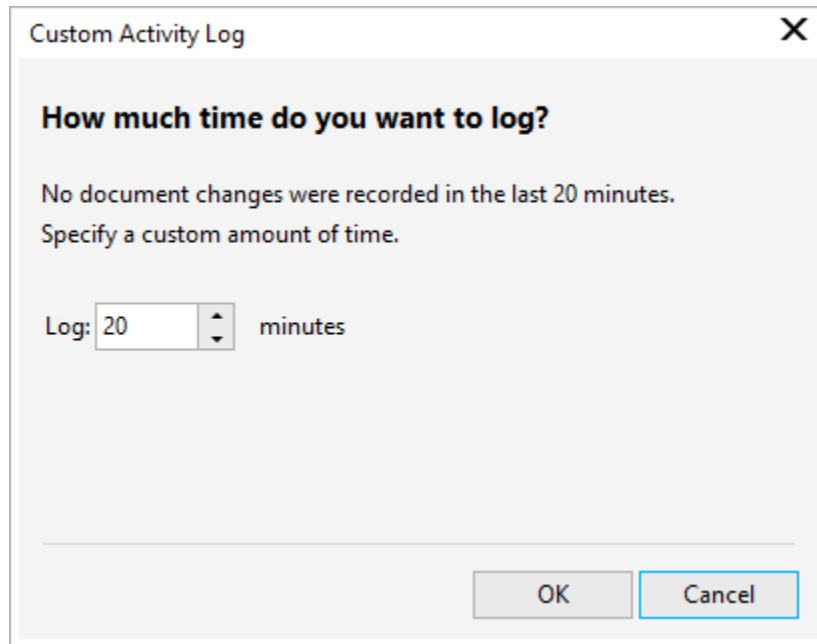 Custom Activity Log
How much time do you want to log?
No document changes were recorded in the last 20 minutes.
Specify a custom amount of time.
Log: 20 minutes
OK Cancel